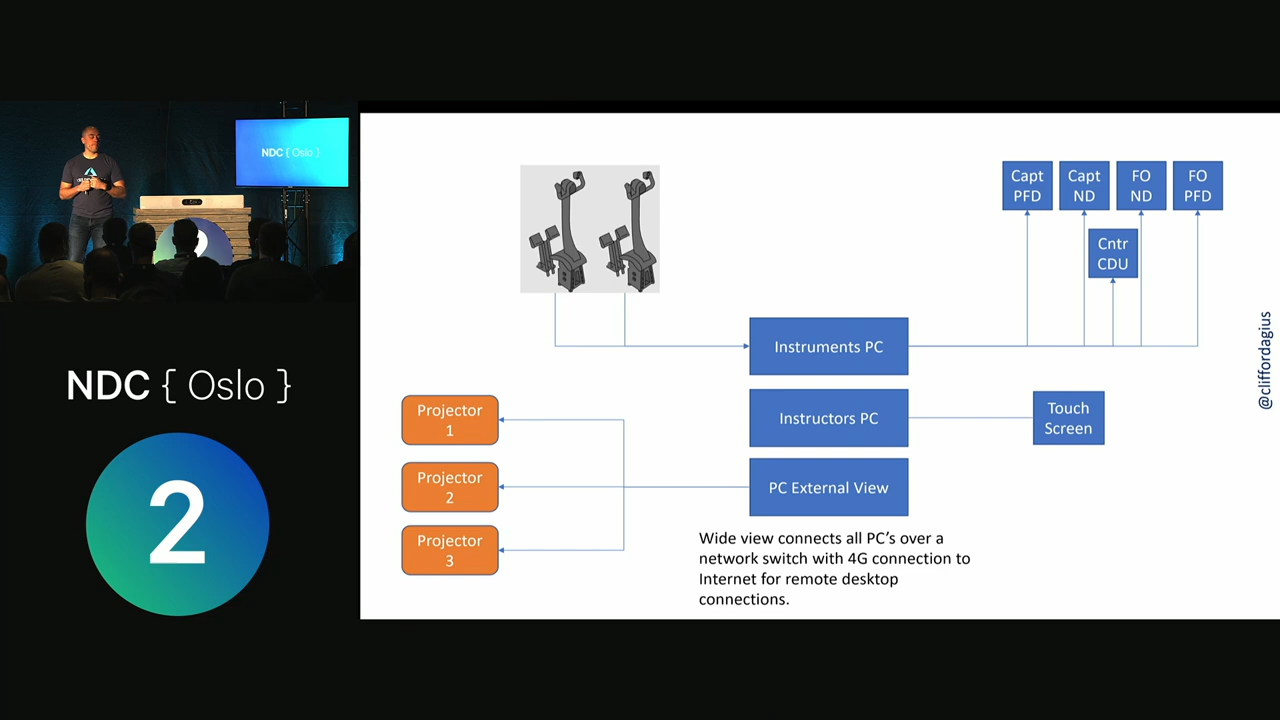 NDC { Oslo }
NDC { Oslo }
2
Capt
PFD
Capt
ND
FO
ND
FO
PFD
Cntr
CDU
Instruments PC
Instructors PC
Touch
Screen
PC External View
Projector
1
Projector
2
Projector
3
Wide view connects all PC’s over a
network switch with 4G connection to
Internet for remote desktop
connections.
@cliffordagius